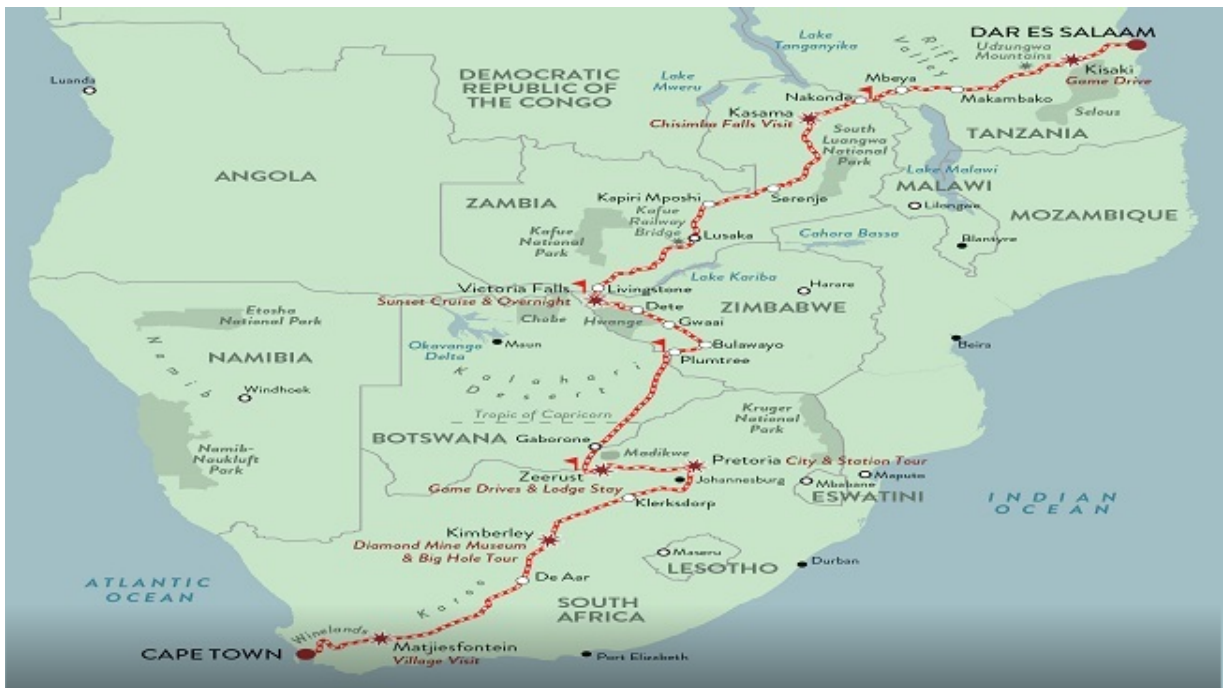 DAR ES SALAAM
Lake
Tanganyika
Rift
Valley
Udzungwa
Mountains
Luanda
DEMOCRATIC
REPUBLIC OF
THE CONGO
Lake
Mweru
Mbeya
Kisaki
Game Drive
Nakonde
Makambako
Kasama
Chisimba Falls Visit
Selous
South
Luangwa
National
Park
TANZANIA
ANGOLA
Lake Malawi
MALAWI
ZAMBIA
Kapiri Mposhi
Serenje
Lilongwe
MOZAMBIQUE
Kafue
Railway
Bridge
Kafue
National
Park
Lusaka
Cahora Bassa
Blantyre
Lake Kariba
Victoria Falls
Livingstone
Harare
Sunset Cruise & Overnight
Etosha
National Park
Dete
ZIMBABWE
Chobe
Hwange
Gwaai
Okavango
Delta
Maun
Bulawayo
Beira
NAMIBIA
Namib
Plumtree
Kalahari
Desert
Windhoek
Tropic of Capricorn
Kruger
National
Park
BOTSWANA
Gaborone
Namib-
Naukluft
Park
Madikwe
Pretoria City & Station Tour
Zeerust
Johannesburg
Maputo
Mbabane
Game Drives & Lodge Stay
ESWATINI
Klerksdorp
INDIAN
OCEAN
Kimberley
Diamond Mine Museum
& Big Hole Tour
Maseru
LESOTHO
Durban
De Aar
ATLANTIC
OCEAN
Karoo
SOUTH
AFRICA
Winelands
CAPE TOWN
Matjiesfontein
Village Visit
Port Elizabeth